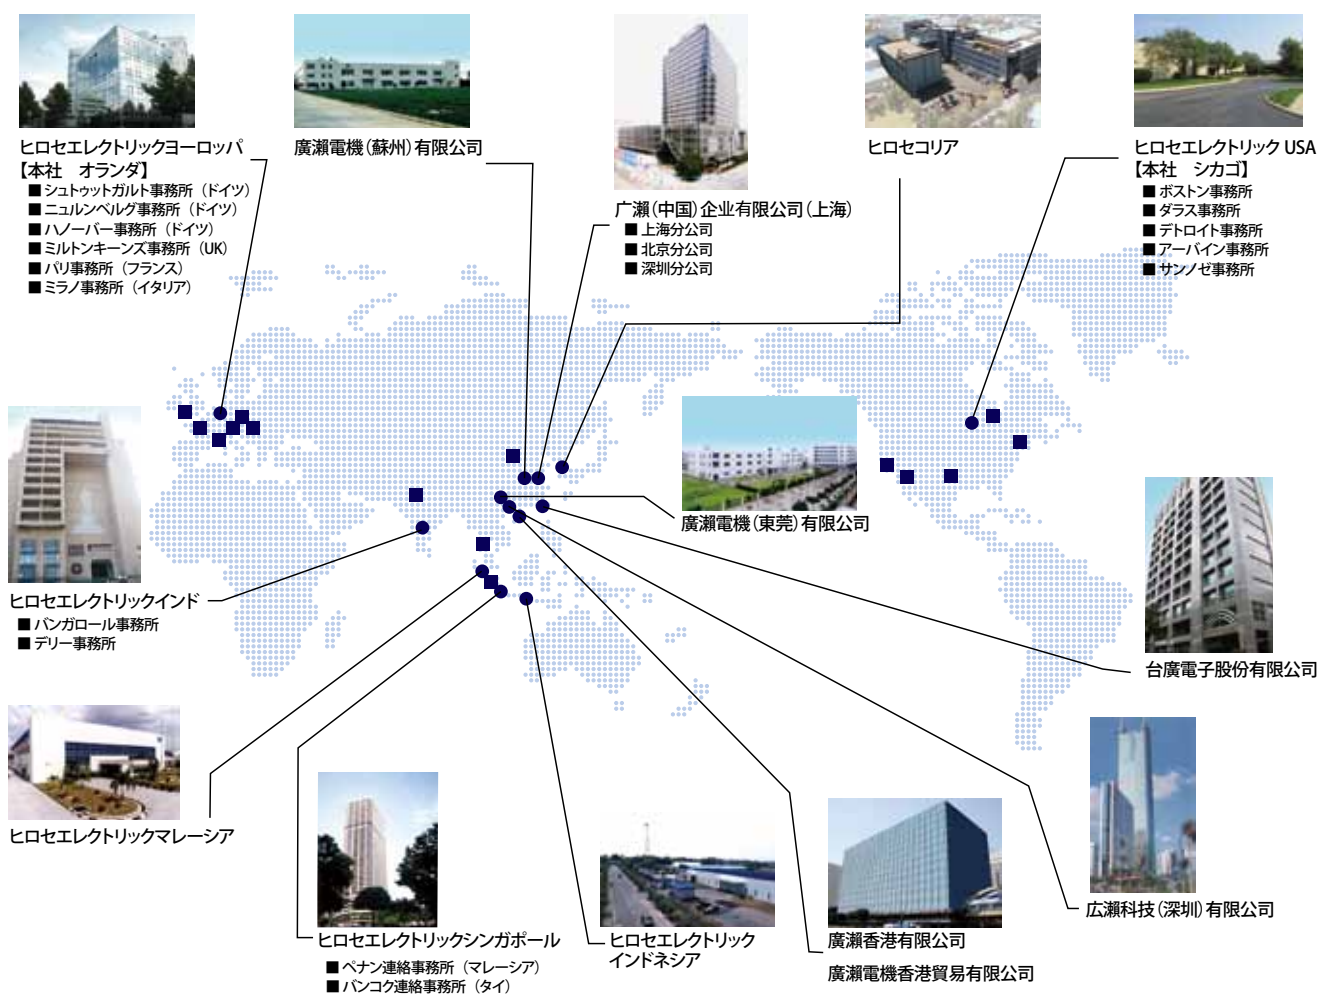 ヒロセエレクトリックヨーロッパ
【本社　オランダ】
■ シュトゥットガルト事務所（ドイツ）
■ ニュルンベルグ事務所（ドイツ）
■ ハノーバー事務所（ドイツ）
■ ミルトンキーンズ事務所（UK）
■ パリ事務所（フランス）
■ ミラノ事務所（イタリア）
廣瀨電機（蘇州）有限公司
广瀨（中国）企业有限公司（上海）
■ 上海分公司
■ 北京分公司
■ 深圳分公司
ヒロセコリア
ヒロセエレクトリック USA
【本社　シカゴ】
■ ボストン事務所
■ ダラス事務所
■ デトロイト事務所
■ アーバイン事務所
■ サンノゼ事務所
廣瀨電機（東莞）有限公司
ヒロセエレクトリックインド
■ バンガロール事務所
■ デリー事務所
台廣電子股份有限公司
ヒロセエレクトリックマレーシア
ヒロセエレクトリックシンガポール
■ ペナン連絡事務所（マレーシア）
■ バンコク連絡事務所（タイ）
ヒロセエレクトリック
インドネシア
廣瀨香港有限公司
廣瀨電機香港貿易有限公司
広瀨科技（深圳）有限公司